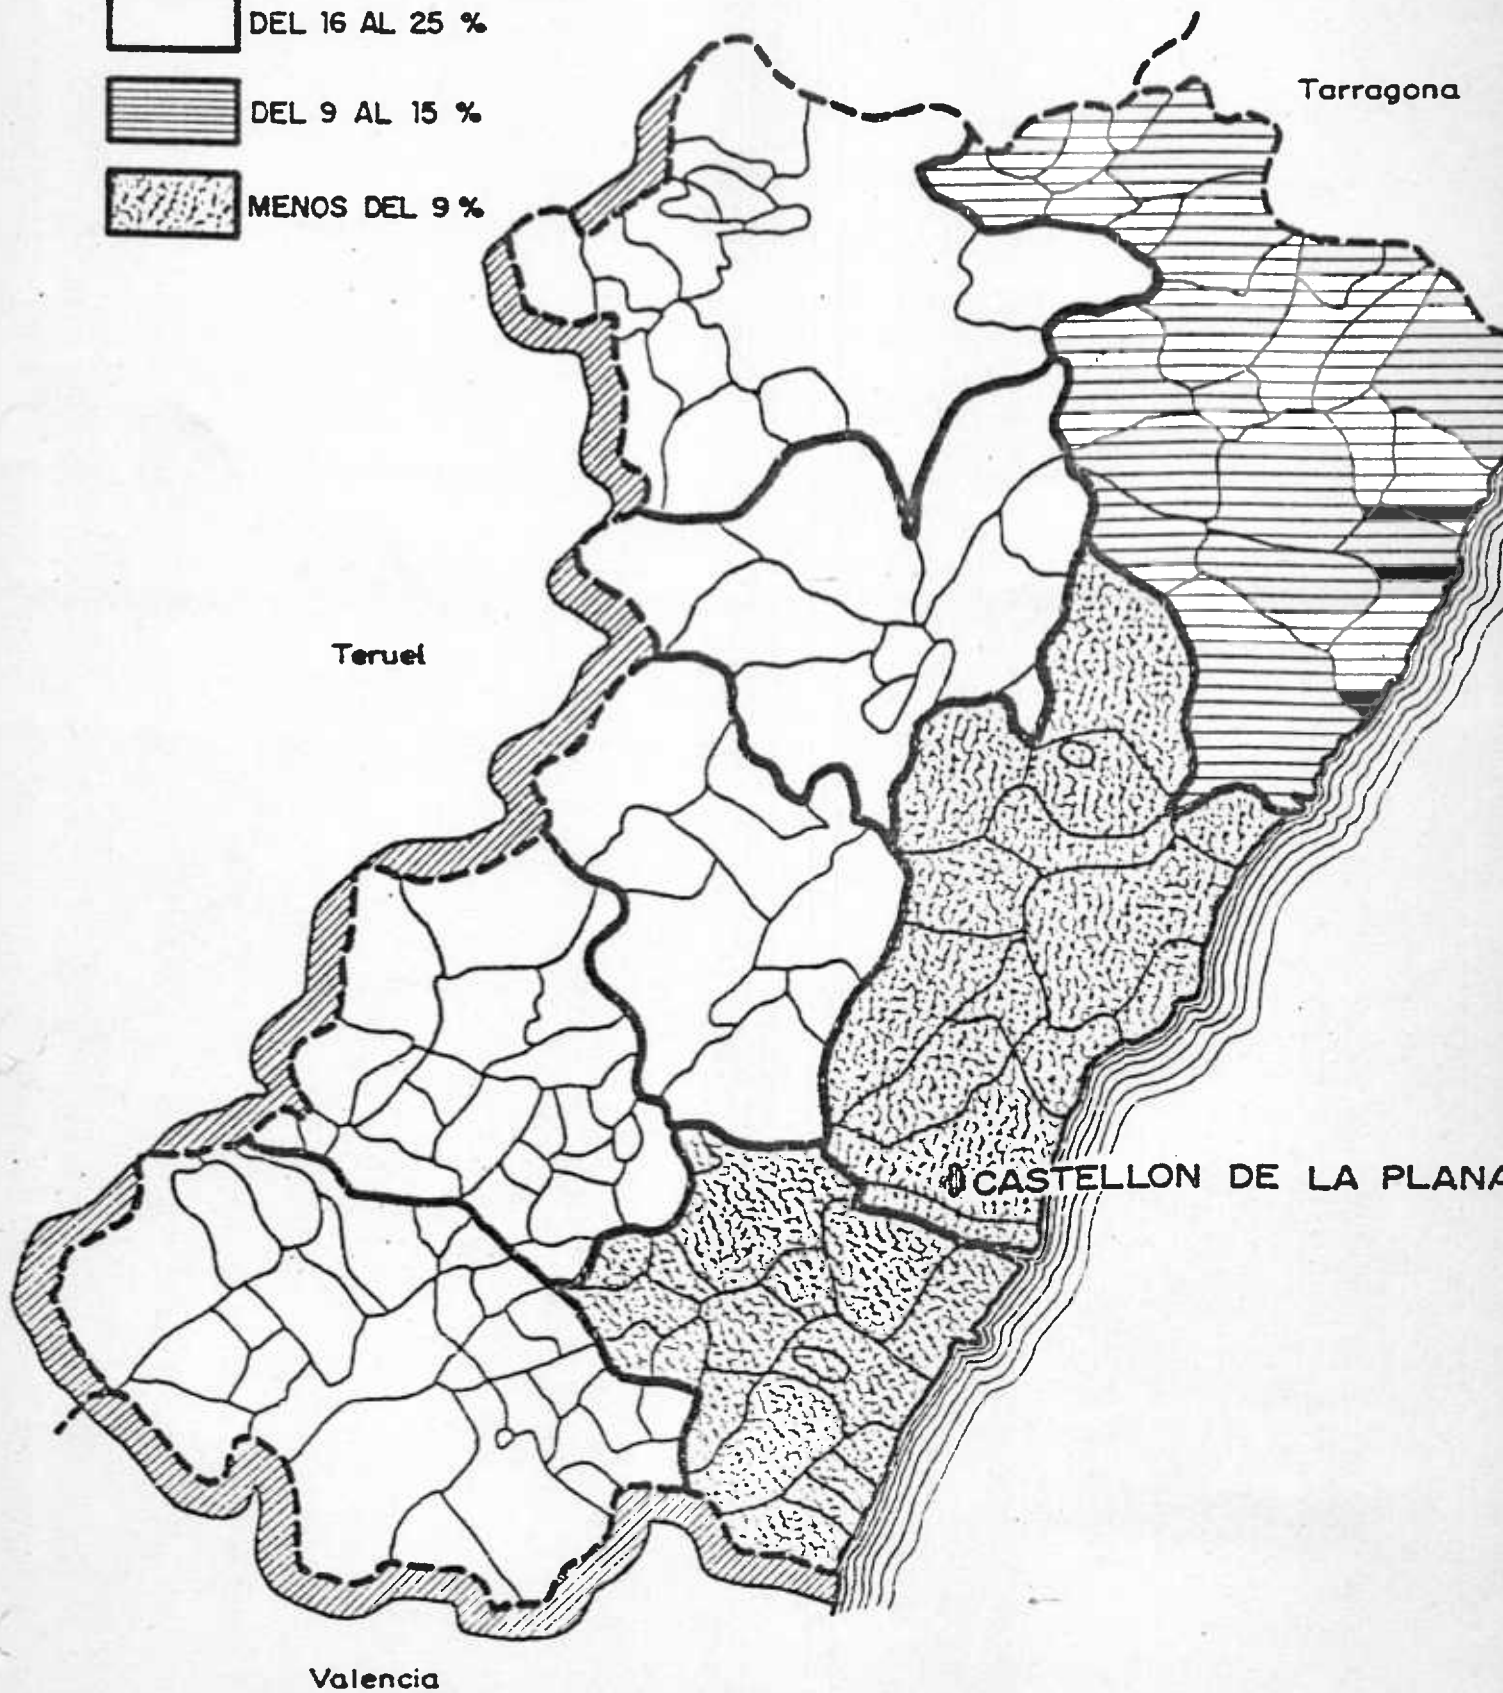 DEL 16 AL 25 %
DEL 9 AL 15 %
MENOS DEL 9 %
Tarragona
Teruel
CASTELLON DE LA PLANA
Valencia